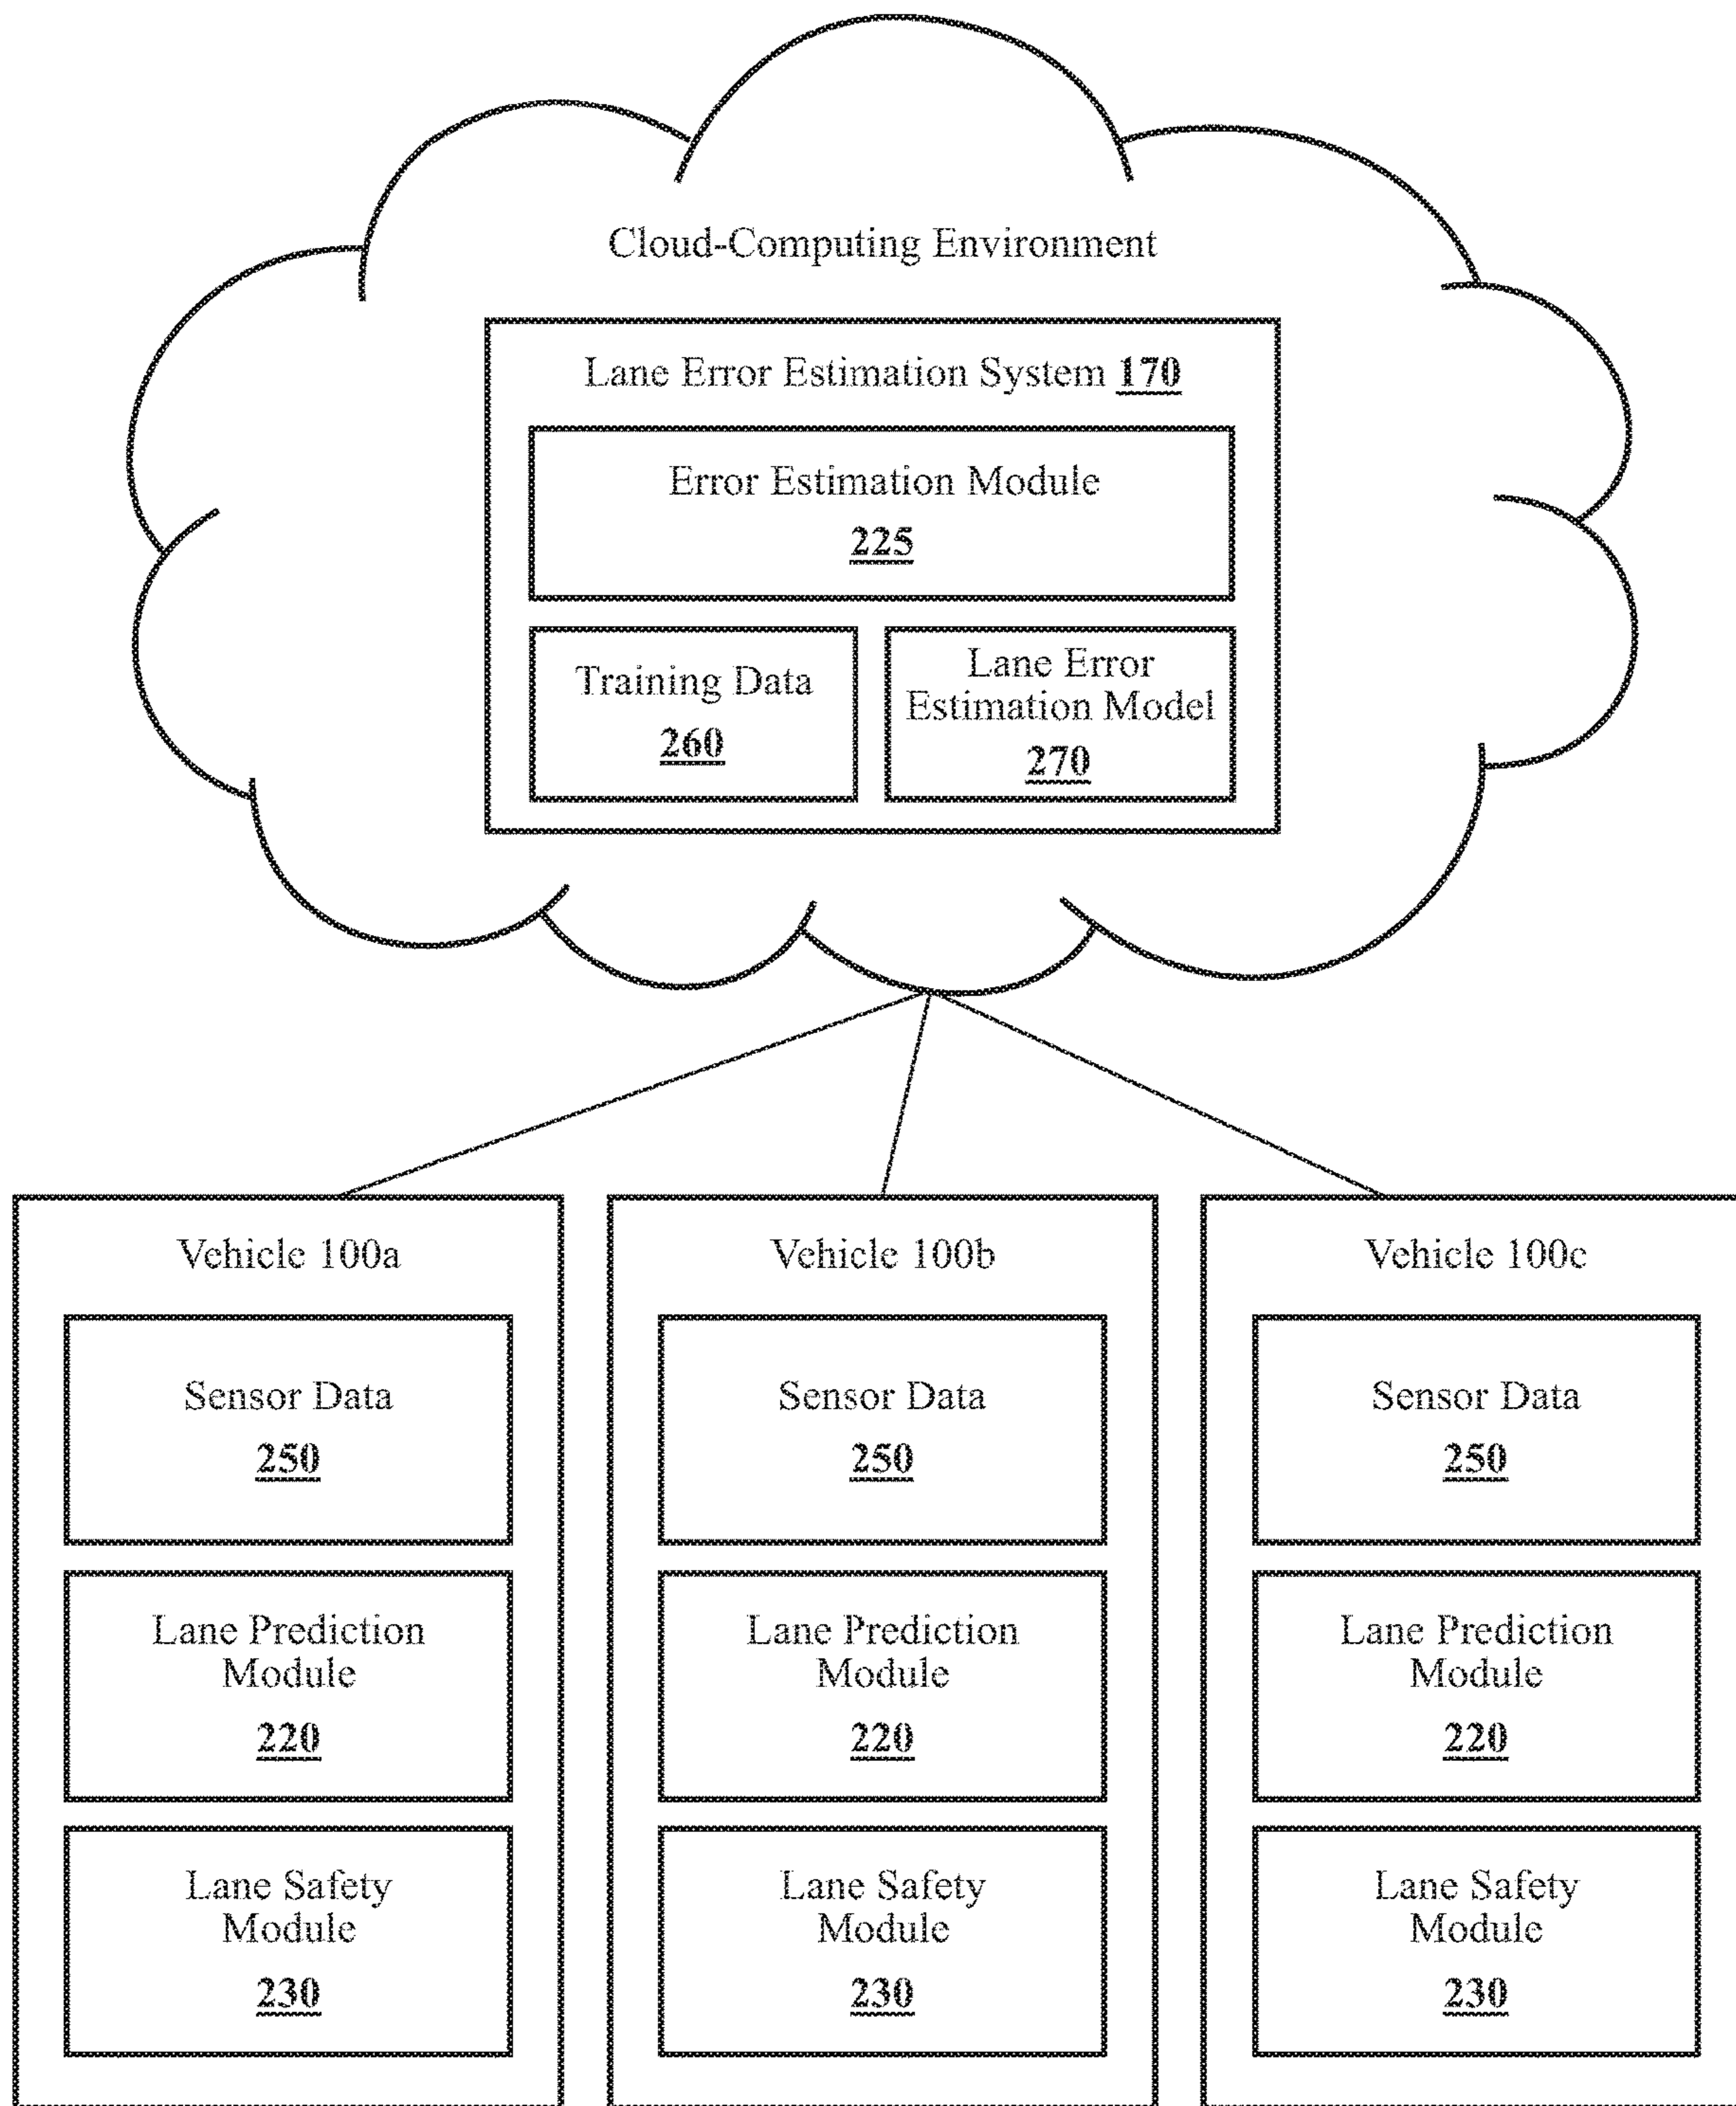 Cloud-Computing Environment
Lane Error Estimation System 170
Error Estimation Module
225
Training Data
260
Lane Error
Estimation Model
270
Vehicle 100a
Sensor Data
250
Lane Prediction
Module
220
Lane Safety
Module
230
Vehicle 100b
Sensor Data
250
Lane Prediction
Module
220
Lane Safety
Module
230
Vehicle 100c
Sensor Data
250
Lane Prediction
Module
220
Lane Safety
Module
230